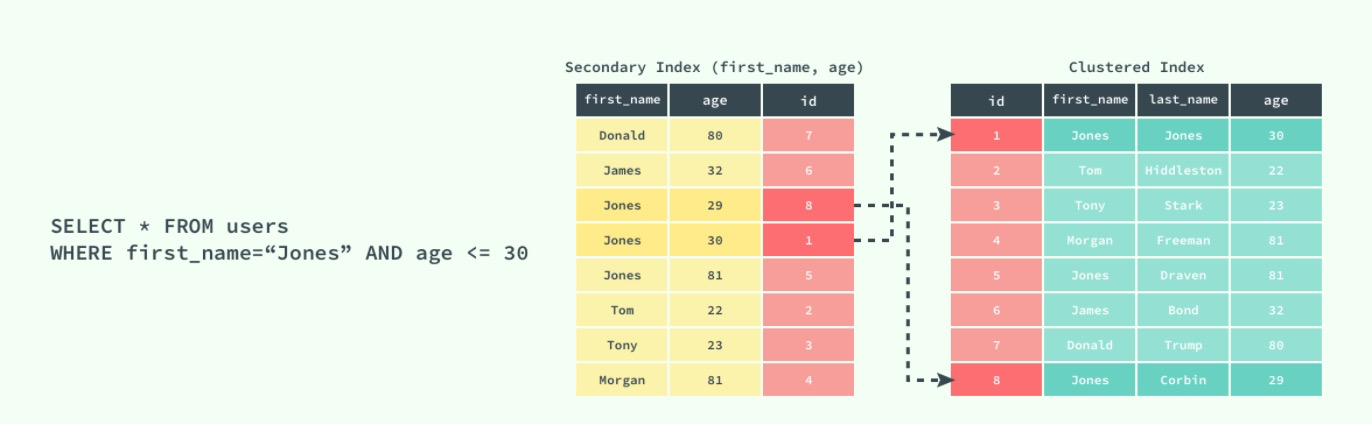 SELECT * FROM users
WHERE first_name=“Jones” AND age <= 30
Secondary Index (first_name, age)
first_name age id
Donald 80 7
James 32 6
Jones 29 8
Jones 30 1
Jones 81 5
Tom 22 2
Tony 23 3
Morgan 81 4
Clustered Index
id first_name last_name age
1 Jones Jones 30
2 Tom Hiddleston 22
3 Tony Stark 23
4 Morgan Freeman 81
5 Jones Draven 81
6 James Bond 32
7 Donald Trump 80
8 Jones Corbin 29